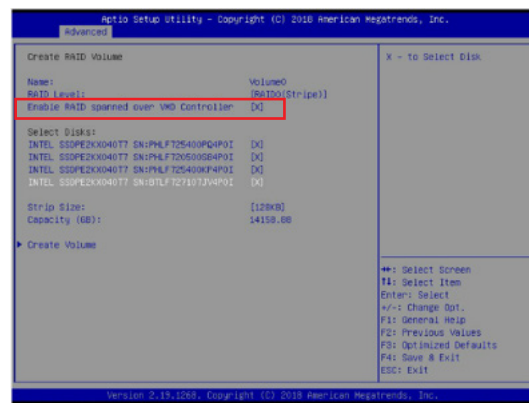 Aptio Setup Utility - Copyright (C) 2018 American Megatrends, Inc.
Advanced
Create RAID Volume
X - to Select Disk
Name: Volume0
RAID Level: [RAID0(Stripe)]
Enable RAID spanned over VMD Controller [X]
Select Disks:
INTEL SSDPE2KX040T7 SN:PHLF725400PQ4P0I [X]
INTEL SSDPE2KX040T7 SN:PHLF720500S84P0I [X]
INTEL SSDPE2KX040T7 SN:PHLF725400KP4P0I [X]
INTEL SSDPE2KX040T7 SN:BTLF727107JV4P0I [X]
Strip Size: [128KB]
Capacity (GB): 14158.88
Create Volume
: Select Screen
: Select Item
Enter: Select
+/-: Change Opt.
F1: General Help
F2: Previous Values
F3: Optimized Defaults
F4: Save & Exit
ESC: Exit
Version 2.19.1268. Copyright (C) 2018 American Megatrends, Inc.